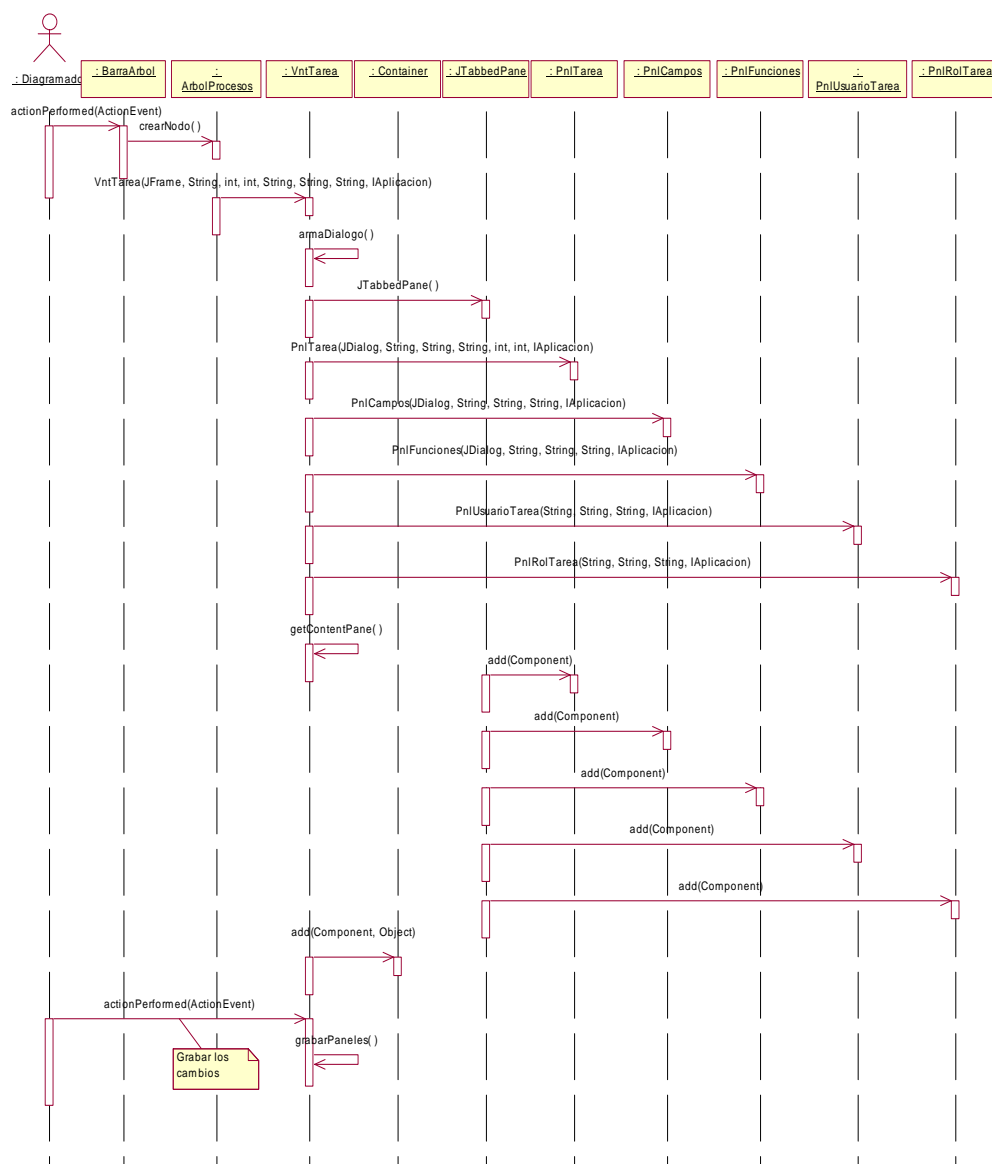 : Diagramado
: BarraArbol
:
ArbolProcesos
: VntTarea
: Container
: JTabbedPane
: PnlTarea
: PnlCampos
: PnlFunciones
:
PnlUsuarioTarea
: PnlRolTarea
actionPerformed(ActionEvent)
crearNodo( )
VntTarea(JFrame, String, int, int, String, String, String, IAplicacion)
armaDialogo( )
JTabbedPane( )
PnlTarea(JDialog, String, String, String, int, int, IAplicacion)
PnlCampos(JDialog, String, String, String, IAplicacion)
PnlFunciones(JDialog, String, String, String, IAplicacion)
PnlUsuarioTarea(String, String, String, IAplicacion)
PnlRolTarea(String, String, String, IAplicacion)
getContentPane( )
add(Component)
add(Component)
add(Component)
add(Component)
add(Component)
add(Component, Object)
actionPerformed(ActionEvent)
grabarPaneles( )
Grabar los
cambios